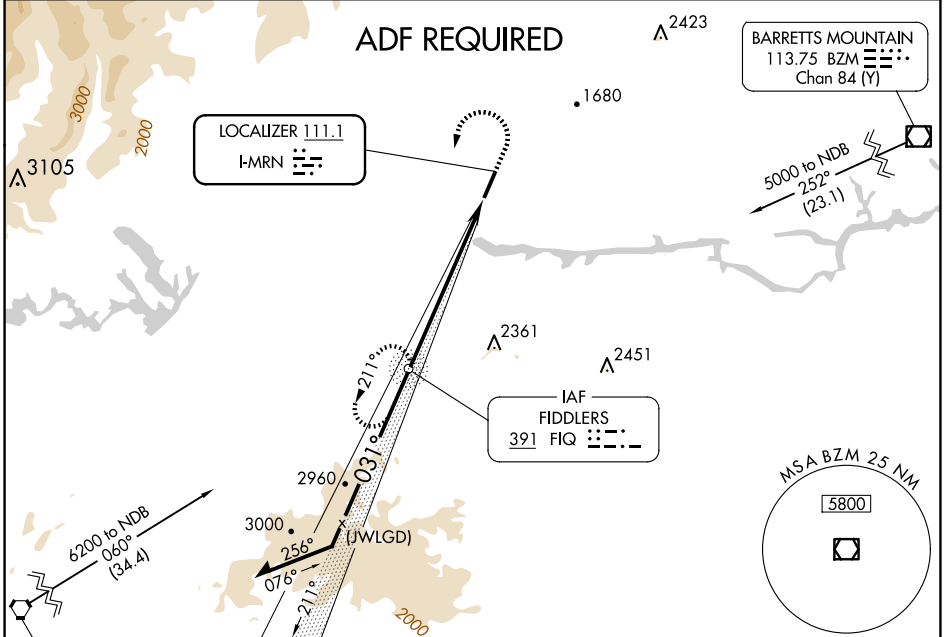 ADF REQUIRED
2423
BARRETTS MOUNTAIN
113.75 BZM
Chan 84 (Y)
1680
3000
2000
LOCALIZER 111.1
I-MRN
3105
5000 to NDB
252°
(23.1)
2361
2451
211°
IAF
FIDDLERS
391 FIQ
031°
2960
3000
(JWLGD)
256°
076°
211°
2000
6200 to NDB
060°
(34.4)
MSA BZM 25 NM
5800